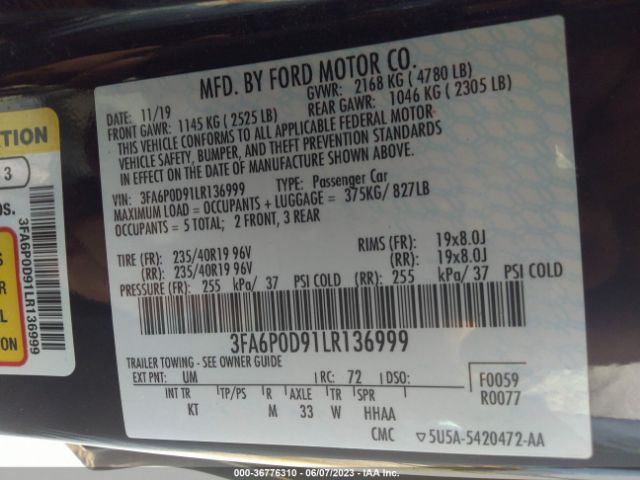 MFD. BY FORD MOTOR CO.
DATE: 11/19 GVWR: 2168 KG ( 4780 LB)
FRONT GAWR: 1145 KG ( 2525 LB) REAR GAWR: 1046 KG ( 2305 LB)
THIS VEHICLE CONFORMS TO ALL APPLICABLE FEDERAL MOTOR
VEHICLE SAFETY, BUMPER, AND THEFT PREVENTION STANDARDS
IN EFFECT ON THE DATE OF MANUFACTURE SHOWN ABOVE.
VIN: 3FA6P0D91LR136999 TYPE: Passenger Car
MAXIMUM LOAD = OCCUPANTS + LUGGAGE = 375KG/ 827LB
OCCUPANTS = 5 TOTAL; 2 FRONT, 3 REAR
TIRE (FR): 235/40R19 96V RIMS (FR): 19x8.0J
(RR): 235/40R19 96V (RR): 19x8.0J
PRESSURE (FR): 255 kPa/ 37 PSI COLD (RR): 255 kPa/ 37 PSI COLD
3FA6P0D91LR136999
TRAILER TOWING - SEE OWNER GUIDE
EXT PNT: UM RC: 72 DSO: F0059
R0077
INT TR TP/PS R AXLE TR SPR
KT M 33 W HHAA
CMC 5U5A-5420472-AA
3
3FA6P0D91LR136999
000-36776310 - 06/07/2023 - IAA Inc.